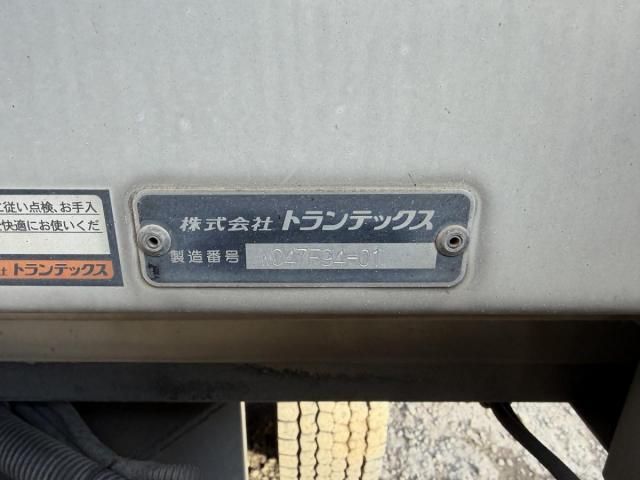 に従い点検、お手入
快適にお使いくだ
社 トランテックス
株式会社 トランテックス
製造番号